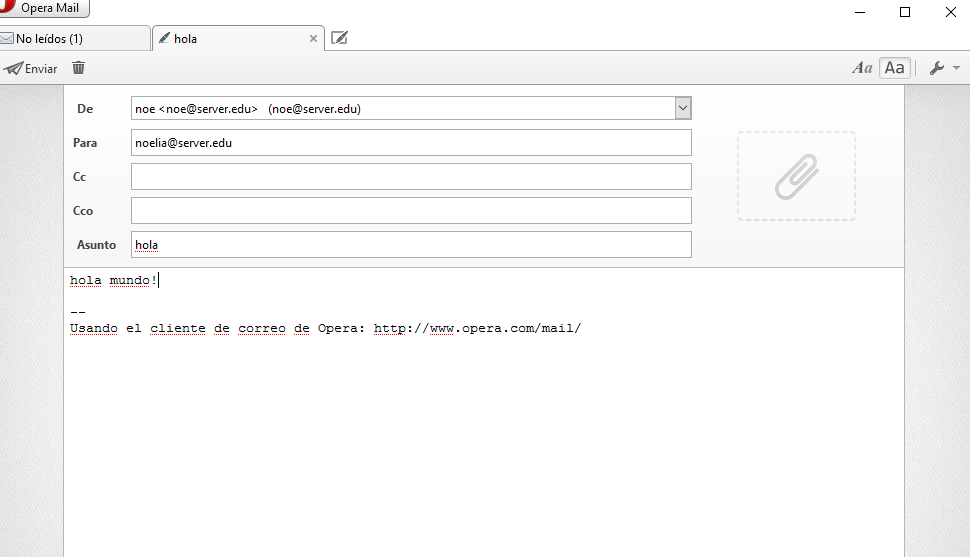 Opera Mail
No leídos (1)
hola
Enviar
Aa Aa
De
noe <noe@server.edu> (noe@server.edu)
Para
noelia@server.edu
Cc
Cco
Asunto
hola
hola mundo!
--
Usando el cliente de correo de Opera: http://www.opera.com/mail/